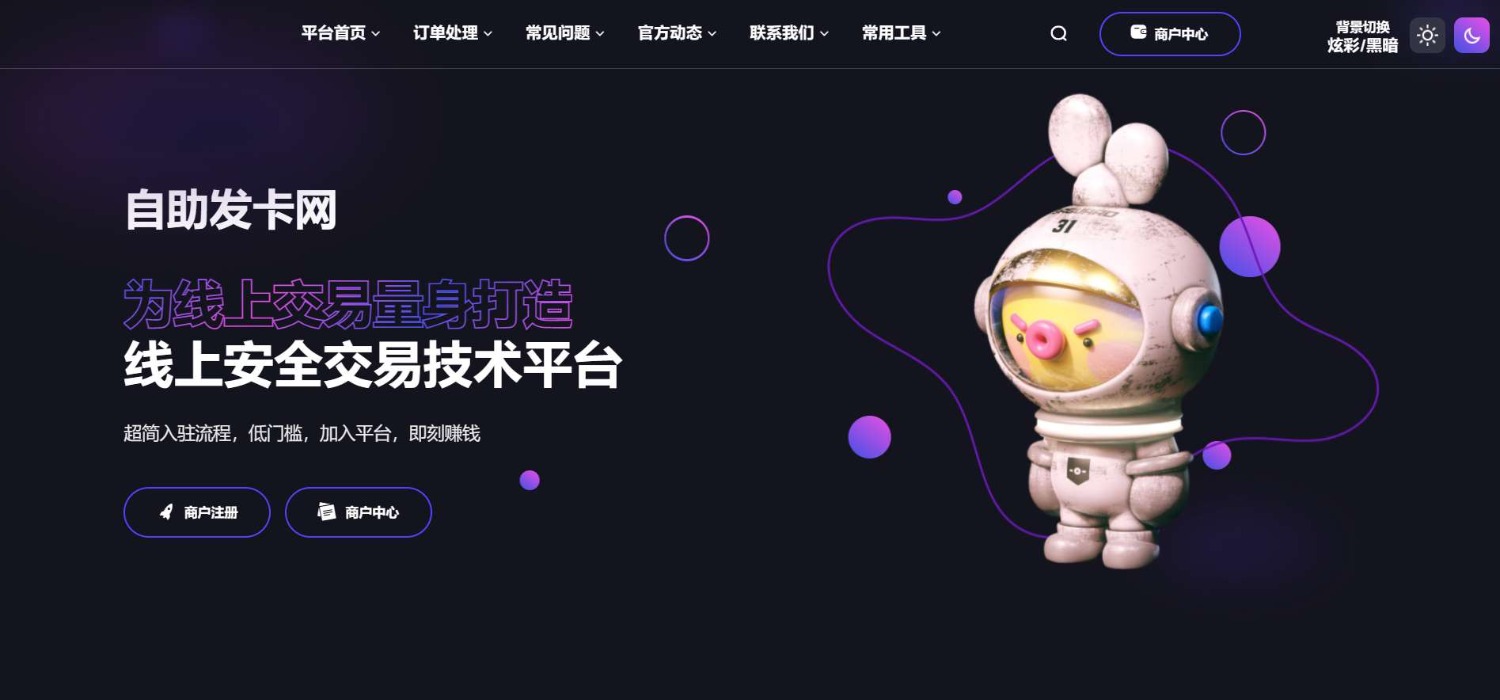 平台首页
订单处理
常见问题
官方动态
联系我们
常用工具
商户中心
背景切换
炫彩/黑暗
自助发卡网
为线上交易量身打造
线上安全交易技术平台
超简入驻流程，低门槛，加入平台，即刻赚钱
商户注册
商户中心
31